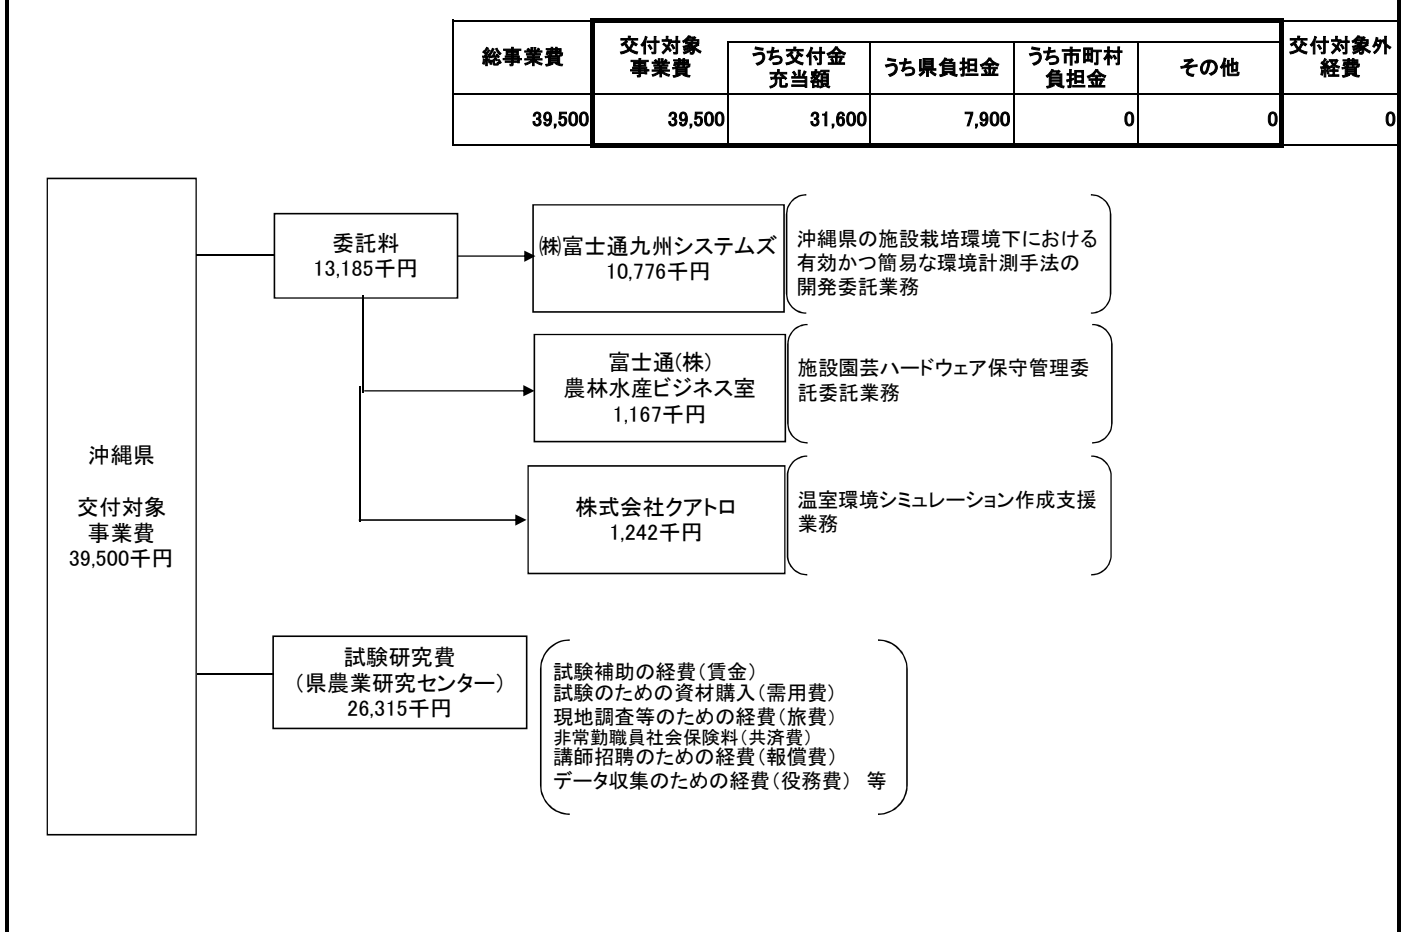 総事業費
交付対象
事業費
うち交付金
充当額
うち県負担金
うち市町村
負担金
その他
交付対象外
経費
39,500
39,500
31,600
7,900
0
0
0
沖縄県
交付対象
事業費
39,500千円
委託料
13,185千円
㈱富士通九州システムズ
10,776千円
沖縄県の施設栽培環境下における
有効かつ簡易な環境計測手法の
開発委託業務
富士通(株)
農林水産ビジネス室
1,167千円
施設園芸ハードウェア保守管理委
託委託業務
株式会社クアトロ
1,242千円
温室環境シミュレーション作成支援
業務
試験研究費
(県農業研究センター)
26,315千円
試験補助の経費(賃金)
試験のための資材購入(需用費)
現地調査等のための経費(旅費)
非常勤職員社会保険料(共済費)
講師招聘のための経費(報償費)
データ収集のための経費(役務費) 等